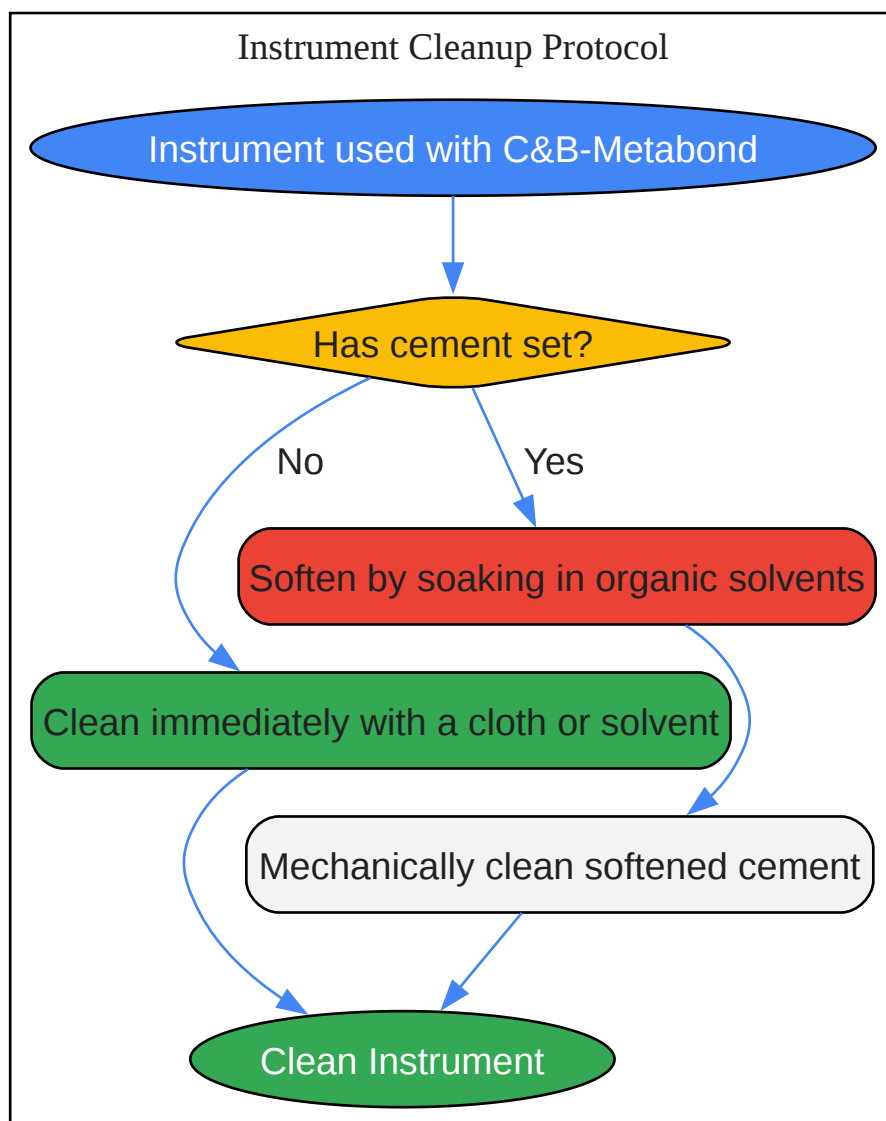 Instrument Cleanup Protocol
Instrument used with C&B-Metabond
Has cement set?
No
Yes
Soften by soaking in organic solvents
Clean immediately with a cloth or solvent
Mechanically clean softened cement
Clean Instrument